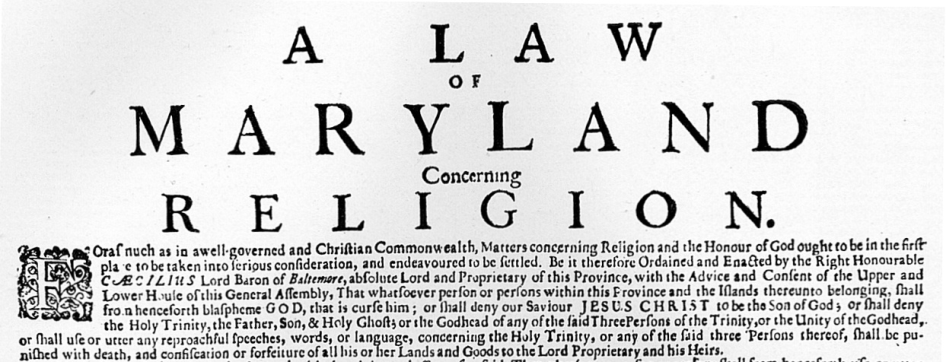 A LAW
OF
MARYLAND
Concerning
RELIGION.
Foraſmuch as in a well-governed and Chriſtian Commonwealth, Matters concerning Religion and the Honour of God ought to be in the firſt
place to be taken into ſerious conſideration, and endeavoured to be ſettled. Be it therefore Ordained and Enacted by the Right Honourable
CÆCILIUS Lord Baron of Baltemore, abſolute Lord and Proprietary of this Province, with the Advice and Conſent of the Upper and
Lower Houſe of this General Aſſembly, That whatſoever perſon or perſons within this Province and the Iſlands thereunto belonging, ſhall
from henceforth blaſpheme GOD, that is curſe him; or ſhall deny our Saviour JESUS CHRIST to be the Son of God; or ſhall deny
the Holy Trinity, the Father, Son, & Holy Ghoſt; or the Godhead of any of the ſaid Three Perſons of the Trinity, or the Unity of the Godhead,
or ſhall uſe or utter any reproachful ſpeeches, words, or language, concerning the Holy Trinity, or any of the ſaid three Perſons thereof, ſhall be pu-
niſhed with death, and confiſcation or forfeiture of all his or her Lands and Goods to the Lord Proprietary and his Heirs.